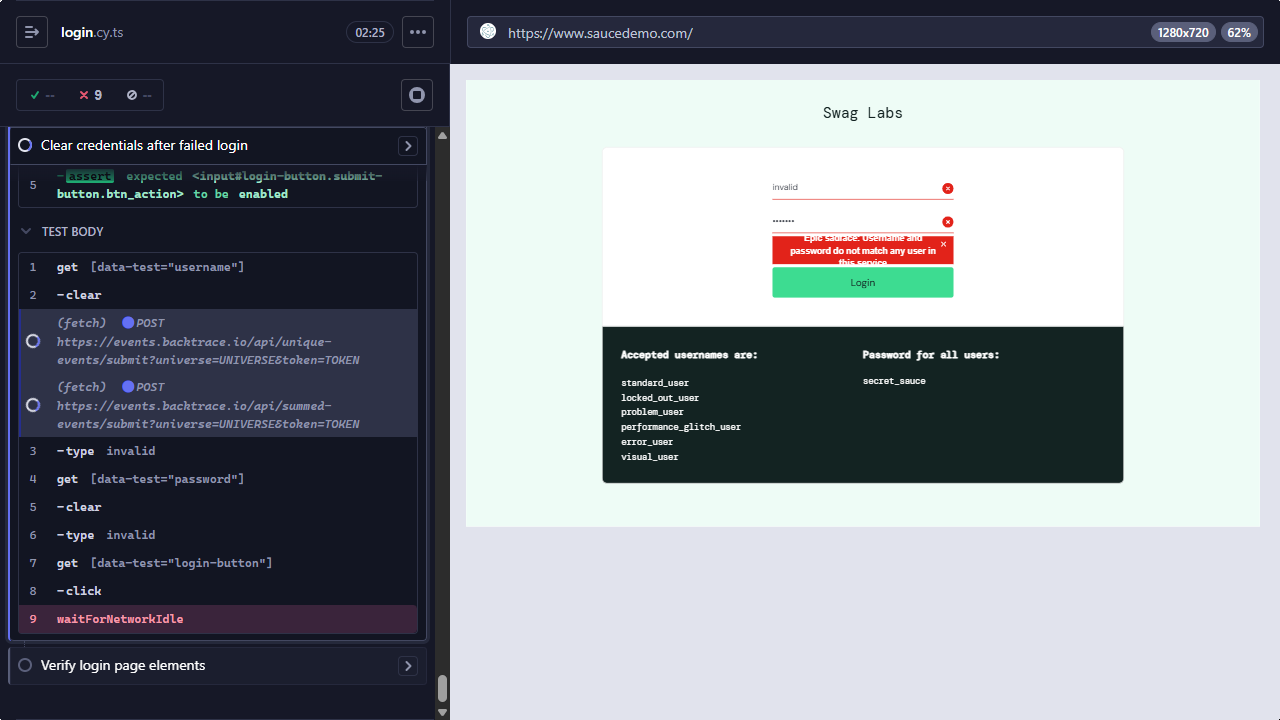 login.cy.ts
02:25
--
9
--
Clear credentials after failed login
5 -assert expected <input#login-button.submit-
button.btn_action> to be enabled
TEST BODY
1 get [data-test="username"]
2 -clear
(fetch) POST
https://events.backtrace.io/api/unique-
events/submit?universe=UNIVERSE&token=TOKEN
(fetch) POST
https://events.backtrace.io/api/summed-
events/submit?universe=UNIVERSE&token=TOKEN
3 -type invalid
4 get [data-test="password"]
5 -clear
6 -type invalid
7 get [data-test="login-button"]
8 -click
9 waitForNetworkIdle
Verify login page elements
https://www.saucedemo.com/
1280x720
62%
Swag Labs
invalid
•••••••
Epic sadface: Username and
password do not match any user in
this service
Login
Accepted usernames are:
standard_user
locked_out_user
problem_user
performance_glitch_user
error_user
visual_user
Password for all users:
secret_sauce